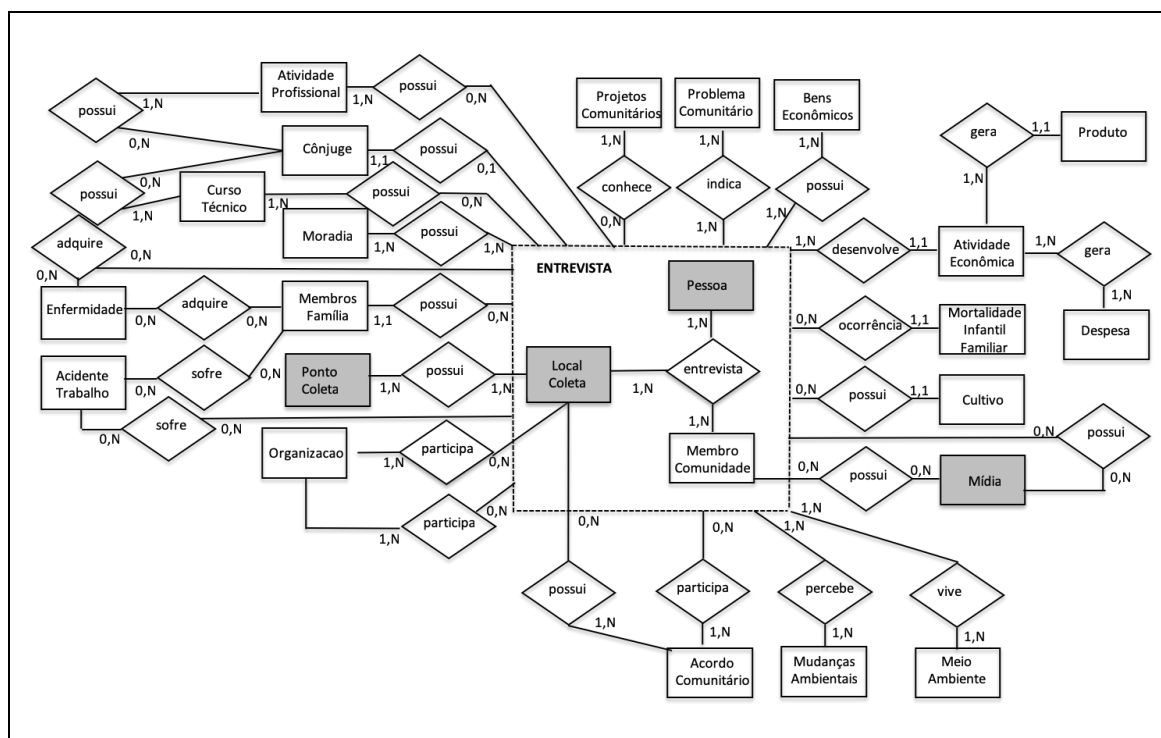 Atividade
Profissional
possui
possui
1,N
1,N
0,N
0,N
Cônjuge
1,1
possui
0,1
possui
0,N
1,N
Curso
Técnico
1,N
possui
0,N
Moradia
1,N
possui
1,N
adquire
0,N
0,N
Enfermidade
0,N
adquire
0,N
Membros
Família
1,1
possui
0,N
Acidente
Trabalho
0,N
sofre
0,N
Ponto
Coleta
1,N
possui
1,N
0,N
sofre
0,N
Organizacao
1,N
participa
0,N
1,N
participa
0,N
Projetos
Comunitários
Problema
Comunitário
Bens
Econômicos
1,N
1,N
1,N
conhece
indica
possui
0,N
1,N
1,N
ENTREVISTA
Pessoa
1,N
Local
Coleta
1,N
entrevista
1,N
Membro
Comunidade
gera
1,1
Produto
1,N
1,N
desenvolve
1,1
Atividade
Econômica
1,N
gera
1,N
Despesa
0,N
ocorrência
1,1
Mortalidade
Infantil
Familiar
0,N
possui
1,1
Cultivo
0,N
possui
0,N
0,N
possui
0,N
Mídia
0,N
0,N
1,N
1,N
possui
participa
percebe
vive
1,N
1,N
1,N
1,N
Acordo
Comunitário
Mudanças
Ambientais
Meio
Ambiente